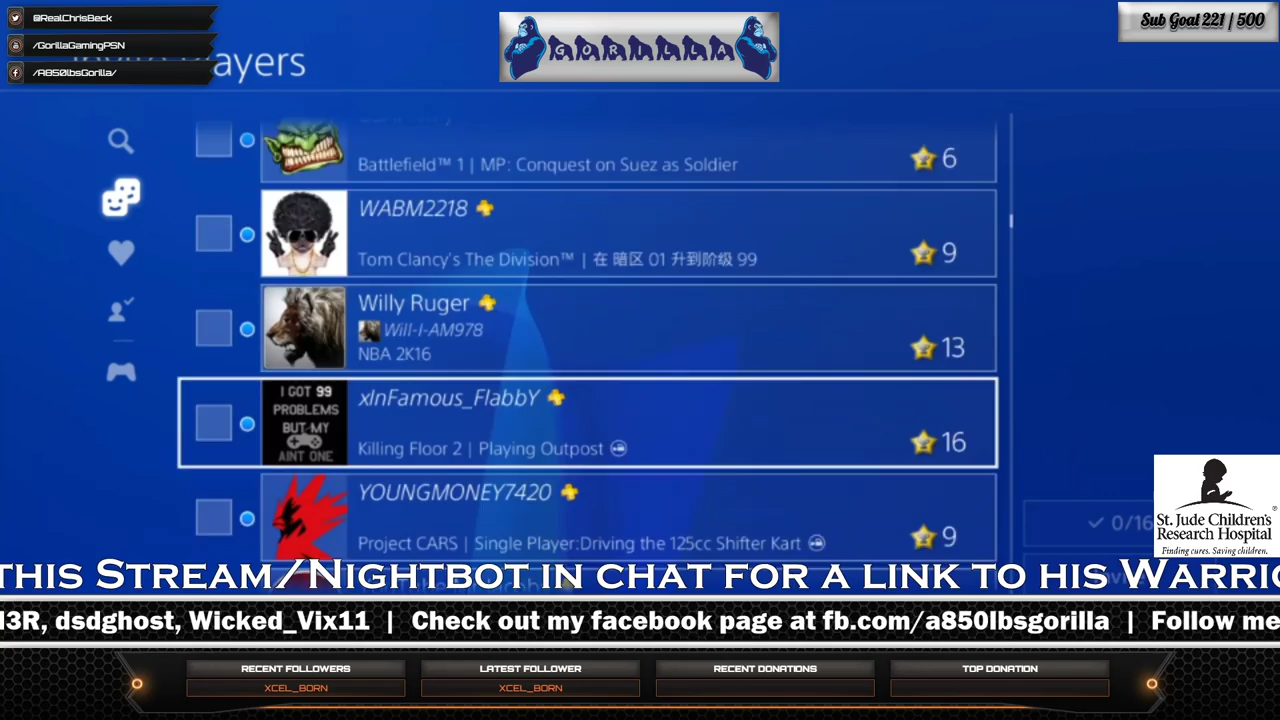 @RealChrisBeck
/GorillaGamingPSN
/A850lbsGorilla/
ayers
GORILLA
Sub Goal 221 / 500
Battlefield™ 1 | MP: Conquest on Suez as Soldier
6
WABM2218
Tom Clancy's The Division™ | 在 暗区 01 升到阶级 99
9
Willy Ruger
Will-I-AM978
NBA 2K16
13
I GOT 99
PROBLEMS
BUT MY
AINT ONE
xInFamous_FlabbY
Killing Floor 2 | Playing Outpost
16
YOUNGMONEY7420
Project CARS | Single Player:Driving the 125cc Shifter Kart
9
0/16
St. Jude Children's
Research Hospital
Finding cures. Saving children.
THIS STREAM/NIGHTBOT IN CHAT FOR A LINK TO HIS WARRIO
I3R, dsdghost, Wicked_Vix11 | Check out my facebook page at fb.com/a850lbsgorilla | Follow me
RECENT FOLLOWERS
XCEL_BORN
LATEST FOLLOWER
XCEL_BORN
RECENT DONATIONS
TOP DONATION